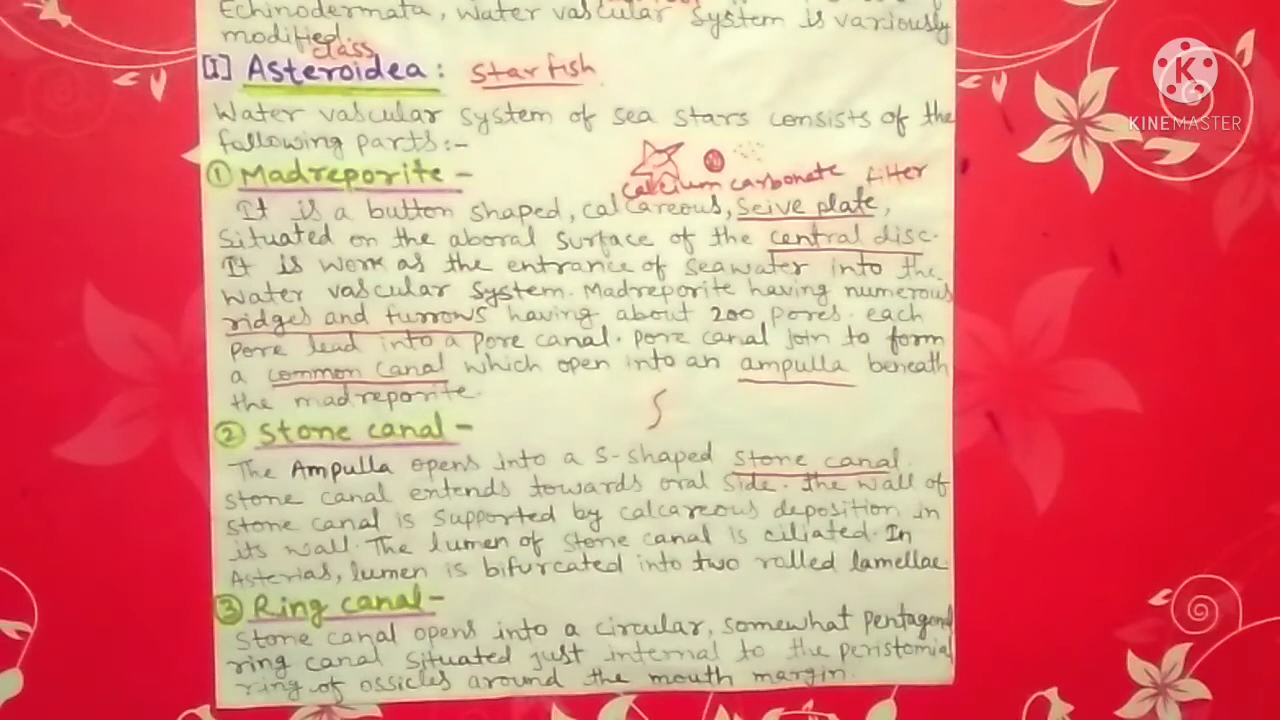 Echinodermata, Water vascular system is variously
modified.
class
[I] Asteroidea: Starfish
Water vascular system of sea stars consists of the
following parts:-
① Madreporite -
calcium carbonate filter
It is a button shaped, calcareous, seive plate,
situated on the aboral surface of the central disc.
It is work as the entrance of seawater into the
water vascular system. Madreporite having numerous
ridges and furrows having about 200 pores. each
pore lead into a pore canal. pore canal join to form
a common canal which open into an ampulla beneath
the madreporite.
S
② Stone canal -
The Ampulla opens into a S-shaped stone canal.
stone canal extends towards oral side. The wall of
stone canal is supported by calcareous deposition in
its wall. The lumen of stone canal is ciliated. In
Asterias, lumen is bifurcated into two rolled lamellae
③ Ring canal -
Stone canal opens into a circular, somewhat pentagonal
ring canal situated just internal to the peristomial
ring of ossicles around the mouth margin.
K
KINEMASTER